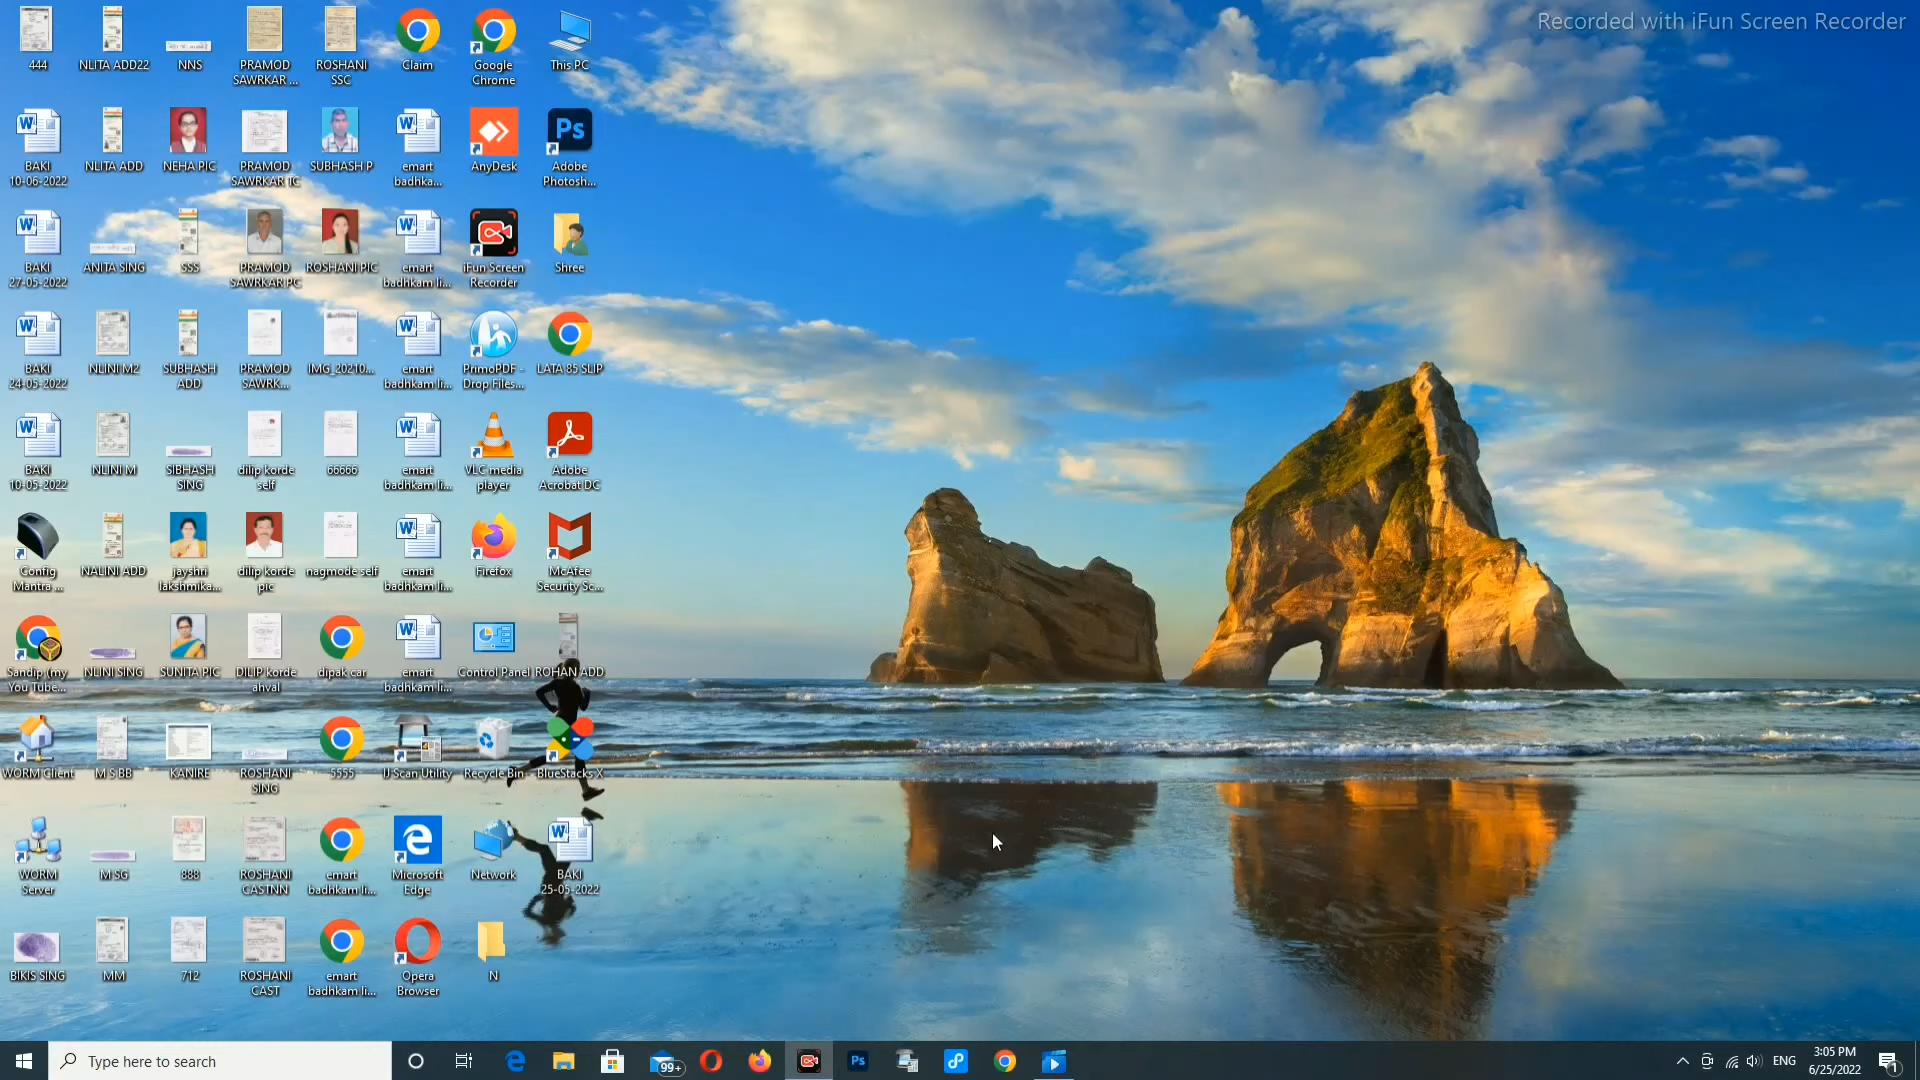 Recorded with iFun Screen Recorder
444
NLITA ADD22
NNS
PRAMOD
SAWRKAR ...
ROSHANI
SSC
Claim
Google
Chrome
This PC
BAKI
10-06-2022
NLITA ADD
NEHA PIC
PRAMOD
SAWRKAR TC
SUBHASH P
emart
badhka...
AnyDesk
Adobe
Photosh...
BAKI
27-05-2022
ANITA SING
SSS
PRAMOD
SAWRKAR PC
ROSHANI PIC
emart
badhkam li...
iFun Screen
Recorder
Shree
BAKI
24-05-2022
NLINI M2
SUBHASH
ADD
PRAMOD
SAWRK...
IMG_20210...
emart
badhkam li...
PrimoPDF -
Drop Files...
LATA 85 SLIP
BAKI
10-05-2022
NLINI M
SIBHASH
SING
dilip korde
self
66666
emart
badhkam li...
VLC media
player
Adobe
Acrobat DC
Config
Mantra ...
NALINI ADD
jayshri
lakshmika...
dilip korde
pic
nagmode self
emart
badhkam li...
Firefox
McAfee
Security Sc...
Sandip (my
You Tube...
NLINI SING
SUNITA PIC
DILIP korde
ahval
dipak car
emart
badhkam li...
Control Panel
ROHAN ADD
WORM Client
M S BB
KANIRE
ROSHANI
SING
5555
IJ Scan Utility
Recycle Bin
BlueStacks X
WORM
Server
M SG
888
ROSHANI
CASTNN
emart
badhkam li...
Microsoft
Edge
Network
BAKI
25-05-2022
BIKIS SING
MM
712
ROSHANI
CAST
emart
badhkam li...
Opera
Browser
N
Type here to search
99+
Ps
ENG
3:05 PM
6/25/2022
1